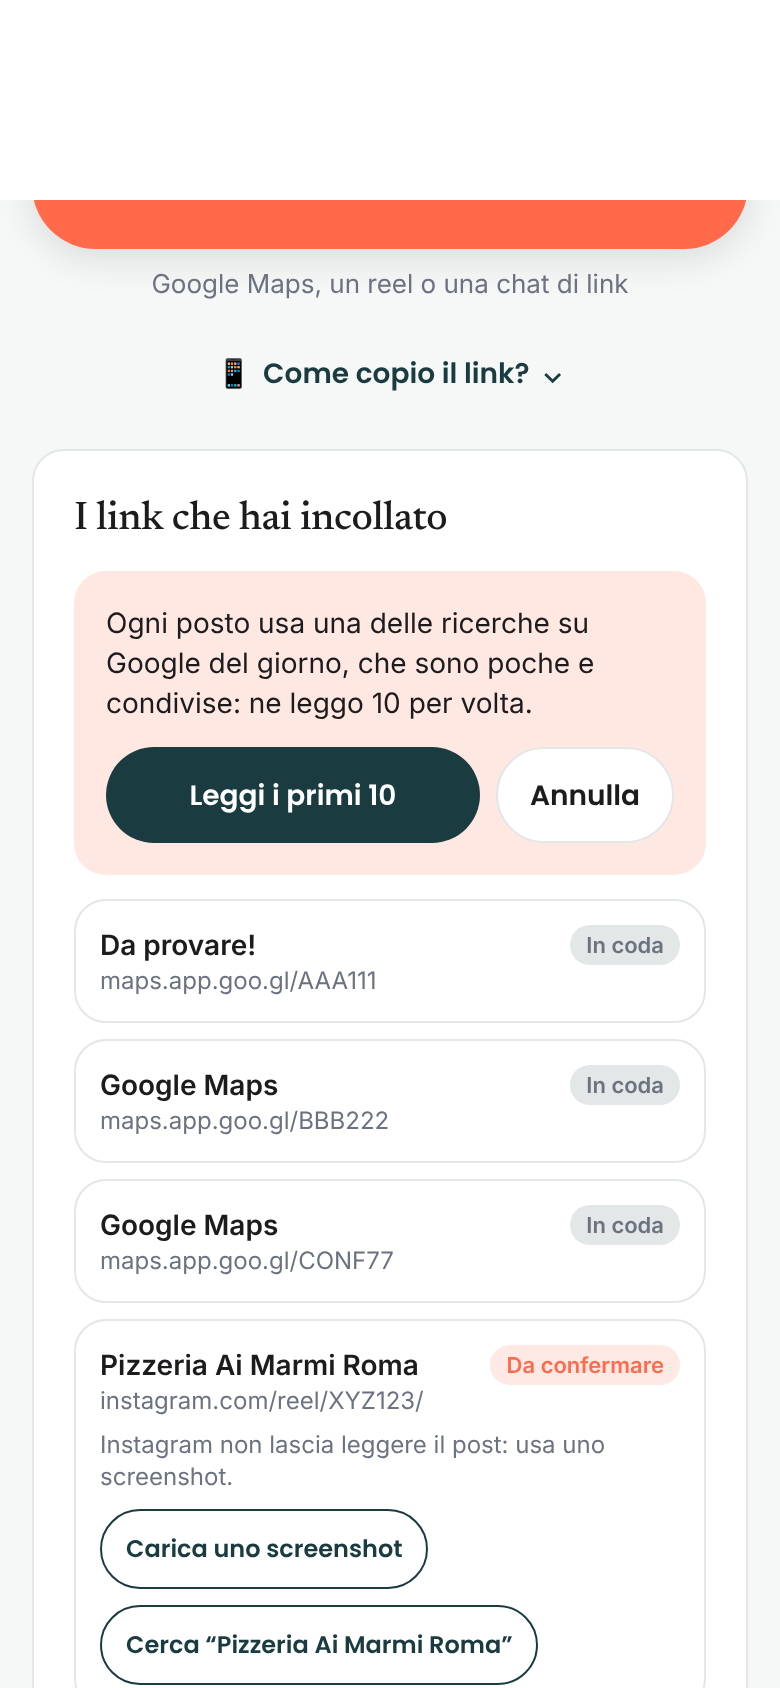 Google Maps, un reel o una chat di link
Come copio il link?
I link che hai incollato
Ogni posto usa una delle ricerche su
Google del giorno, che sono poche e
condivise: ne leggo 10 per volta.
Leggi i primi 10
Annulla
Da provare!
In coda
maps.app.goo.gl/AAA111
Google Maps
In coda
maps.app.goo.gl/BBB222
Google Maps
In coda
maps.app.goo.gl/CONF77
Pizzeria Ai Marmi Roma
Da confermare
instagram.com/reel/XYZ123/
Instagram non lascia leggere il post: usa uno
screenshot.
Carica uno screenshot
Cerca “Pizzeria Ai Marmi Roma”